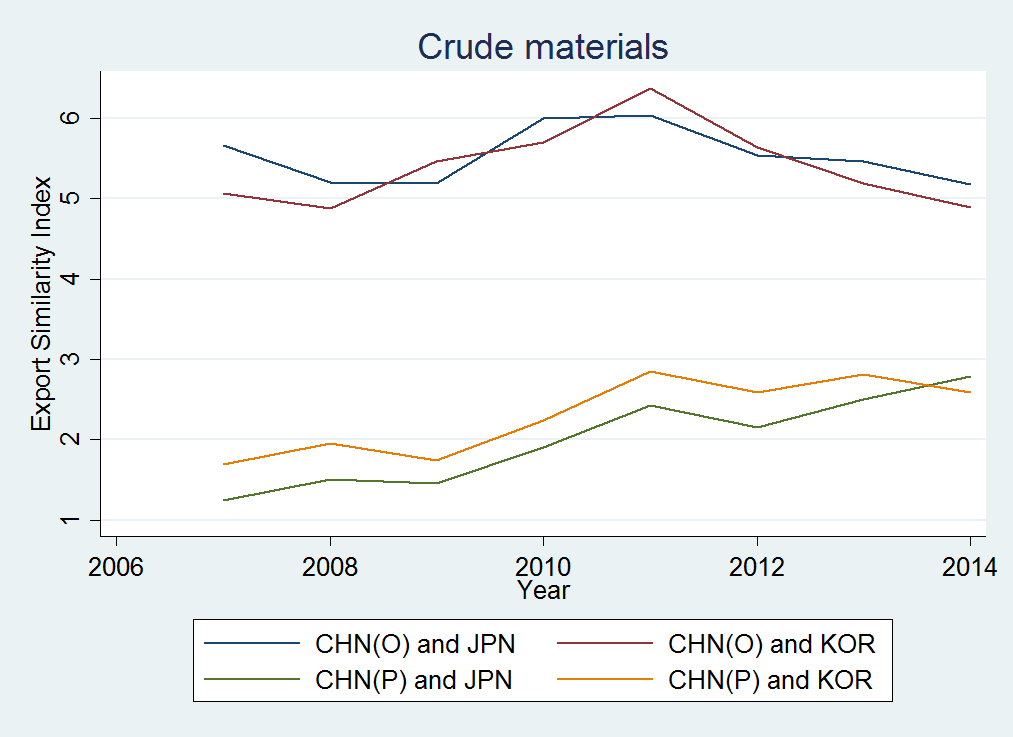 Crude materials
Export Similarity Index
6
5
4
3
2
1
2006 2008 2010 2012 2014
Year
CHN(O) and JPN CHN(O) and KOR
CHN(P) and JPN CHN(P) and KOR